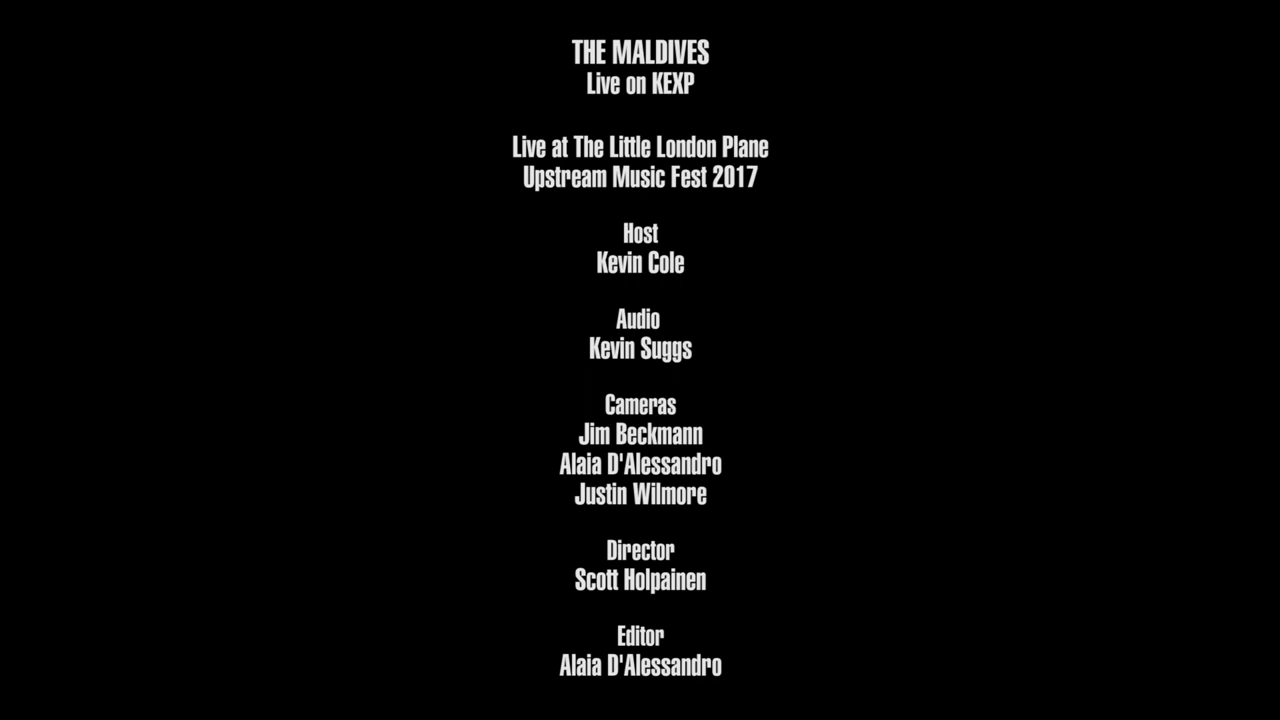 THE MALDIVES
Live on KEXP
Live at The Little London Plane
Upstream Music Fest 2017
Host
Kevin Cole
Audio
Kevin Suggs
Cameras
Jim Beckmann
Alaia D'Alessandro
Justin Wilmore
Director
Scott Holpainen
Editor
Alaia D'Alessandro